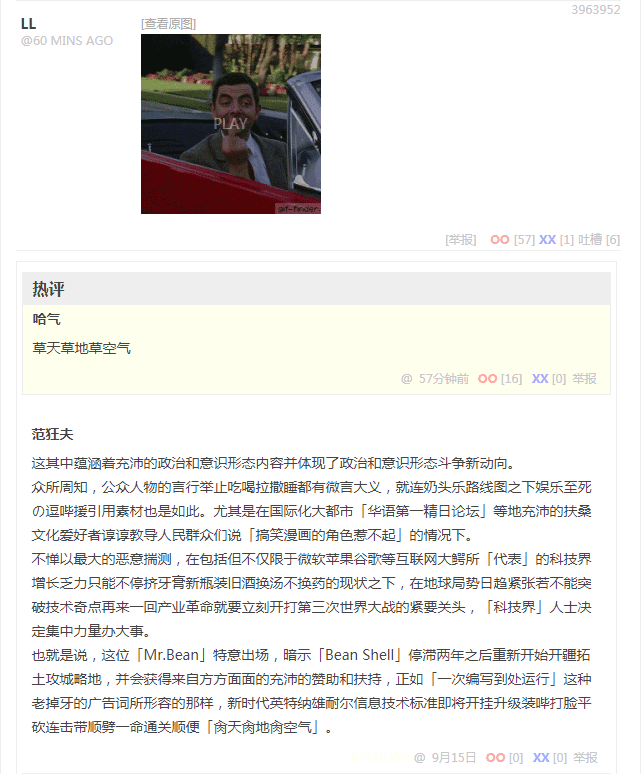 3963952
LL
@60 MINS AGO
[查看原图]
PLAY
gif-finder
[举报] OO [57] XX [1] 吐槽 [6]
热评
哈气
草天草地草空气
@ 57分钟前 OO [16] XX [0] 举报
范狂夫
这其中蕴涵着充沛的政治和意识形态内容并体现了政治和意识形态斗争新动向。
众所周知，公众人物的言行举止吃喝拉撒睡都有微言大义，就连奶头乐路线图之下娱乐至死
の逗哔援引用素材也是如此。尤其是在国际化大都市「华语第一精日论坛」等地充沛的扶桑
文化爱好者谆谆教导人民群众们说「搞笑漫画的角色惹不起」的情况下。
不惮以最大的恶意揣测，在包括但不仅限于微软苹果谷歌等互联网大鳄所「代表」的科技界
增长乏力只能不停挤牙膏新瓶装旧酒换汤不换药的现状之下，在地球局势日趋紧张若不能突
破技术奇点再来一回产业革命就要立刻开打第三次世界大战的紧要关头，「科技界」人士决
定集中力量办大事。
也就是说，这位「Mr.Bean」特意出场，暗示「Bean Shell」停滞两年之后重新开始开疆拓
土攻城略地，并会获得来自方方面面的充沛的赞助和扶持，正如「一次编写到处运行」这种
老掉牙的广告词所形容的那样，新时代英特纳雄耐尔信息技术标准即将开挂升级装哔打脸平
砍连击带顺劈一命通关顺便「肏天肏地肏空气」。
@ 9月15日 OO [0] XX [0] 举报